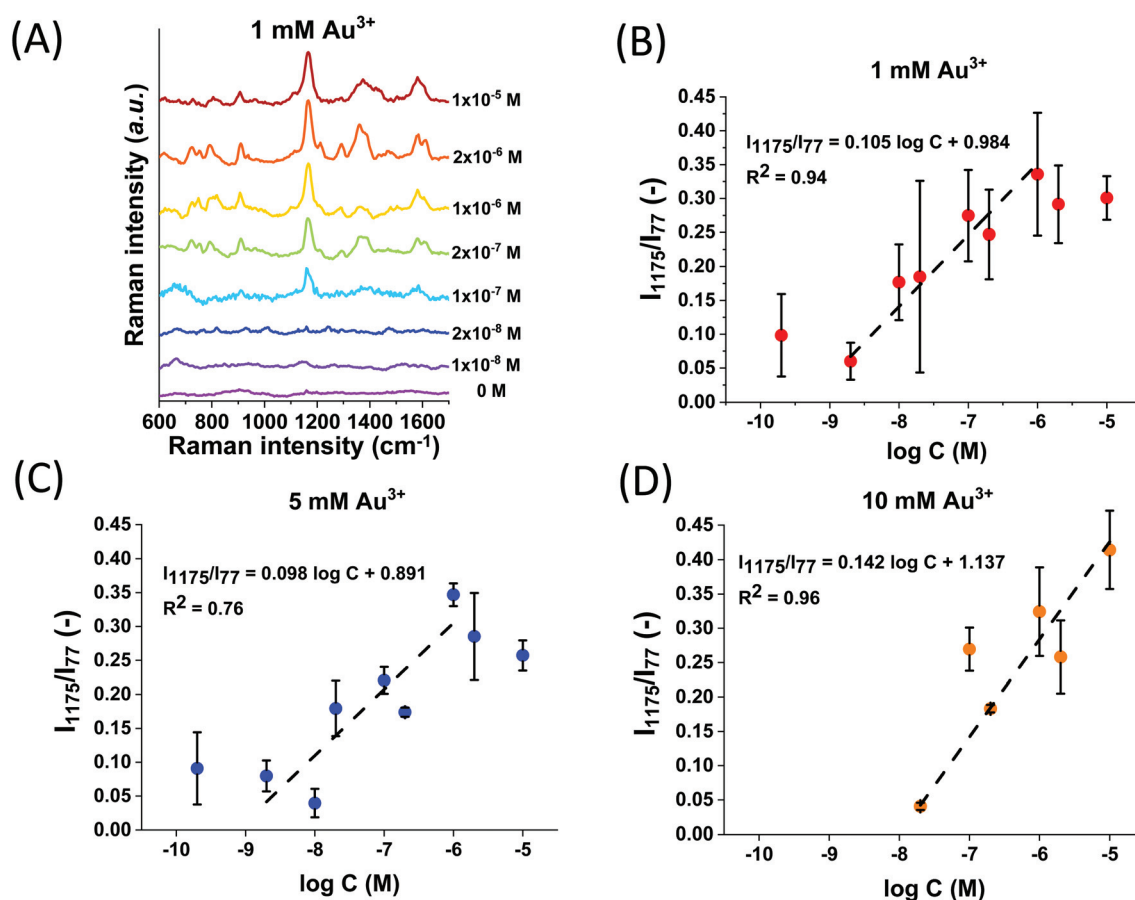 (A)
1 mM Au³⁺
Raman intensity (a.u.)
1x10⁻⁵ M
2x10⁻⁶ M
1x10⁻⁶ M
2x10⁻⁷ M
1x10⁻⁷ M
2x10⁻⁸ M
1x10⁻⁸ M
0 M
600 800 1000 1200 1400 1600
Raman intensity (cm⁻¹)
(B)
1 mM Au³⁺
I₁₁₇₅/I₇₇ = 0.105 log C + 0.984
R² = 0.94
I₁₁₇₅/I₇₇ (-)
0.45
0.40
0.35
0.30
0.25
0.20
0.15
0.10
0.05
0.00
-10 -9 -8 -7 -6 -5
log C (M)
(C)
5 mM Au³⁺
I₁₁₇₅/I₇₇ = 0.098 log C + 0.891
R² = 0.76
I₁₁₇₅/I₇₇ (-)
0.45
0.40
0.35
0.30
0.25
0.20
0.15
0.10
0.05
0.00
-10 -9 -8 -7 -6 -5
log C (M)
(D)
10 mM Au³⁺
I₁₁₇₅/I₇₇ = 0.142 log C + 1.137
R² = 0.96
I₁₁₇₅/I₇₇ (-)
0.45
0.40
0.35
0.30
0.25
0.20
0.15
0.10
0.05
0.00
-10 -9 -8 -7 -6 -5
log C (M)